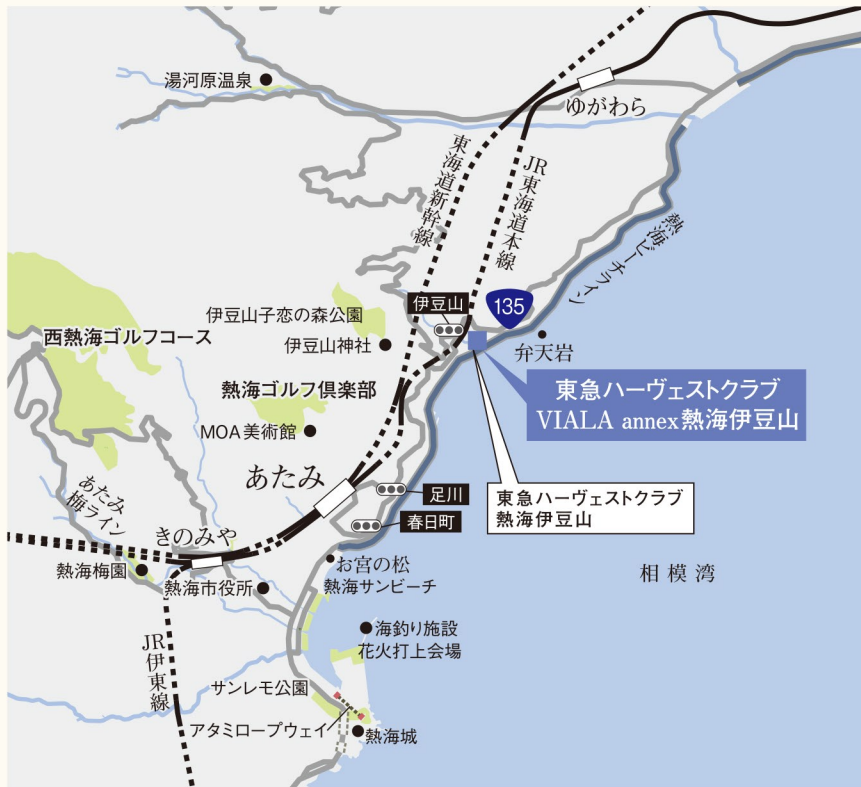 湯河原温泉
ゆがわら
東海道新幹線
JR東海道本線
熱海ビーチライン
伊豆山
135
伊豆山子恋の森公園
西熱海ゴルフコース
伊豆山神社
弁天岩
熱海ゴルフ倶楽部
東急ハーヴェストクラブ
VIALA annex熱海伊豆山
MOA美術館
あたみ
あたみ
梅ライン
足川
東急ハーヴェストクラブ
熱海伊豆山
春日町
きのみや
お宮の松
熱海梅園
熱海市役所
熱海サンビーチ
相模湾
海釣り施設
花火打上会場
JR伊東線
サンレモ公園
アタミロープウェイ
熱海城